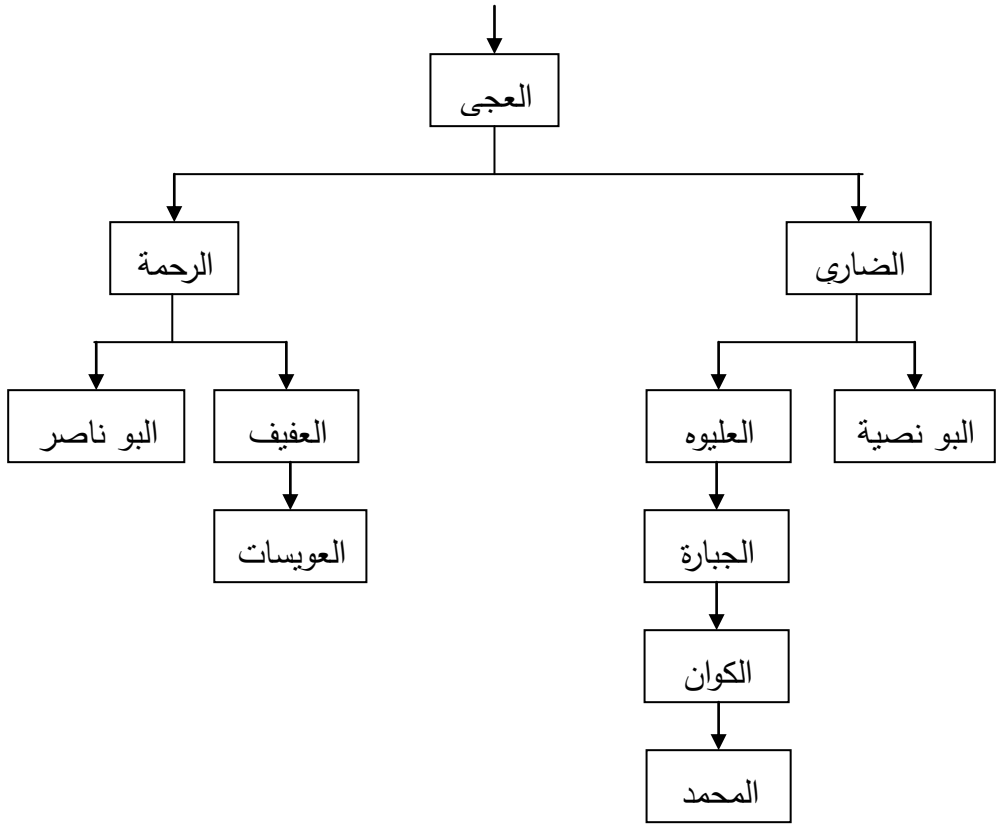 العجى
الضاري
الرحمة
البو نصية
العليوه
العفيف
البو ناصر
الجبارة
العويسات
الكوان
المحمد